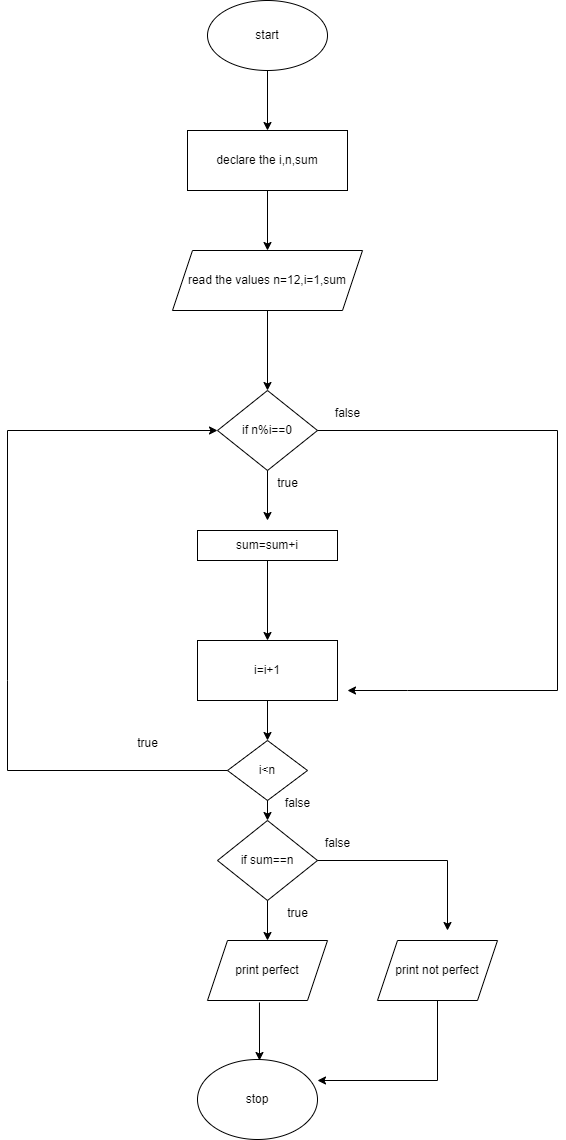 start
declare the i,n,sum
read the values n=12,i=1,sum
false
if n%i==0
true
sum=sum+i
i=i+1
true
i<n
false
false
if sum==n
true
print perfect
print not perfect
stop